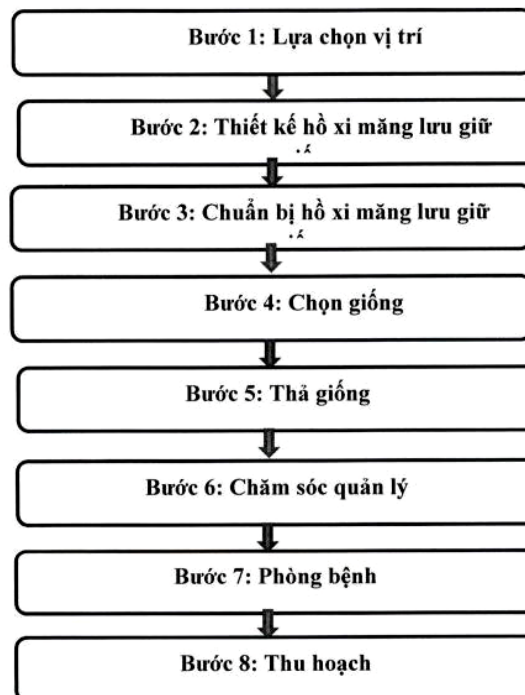 Bước 1: Lựa chọn vị trí
Bước 2: Thiết kế hồ xi măng lưu giữ
Bước 3: Chuẩn bị hồ xi măng lưu giữ
Bước 4: Chọn giống
Bước 5: Thả giống
Bước 6: Chăm sóc quản lý
Bước 7: Phòng bệnh
Bước 8: Thu hoạch